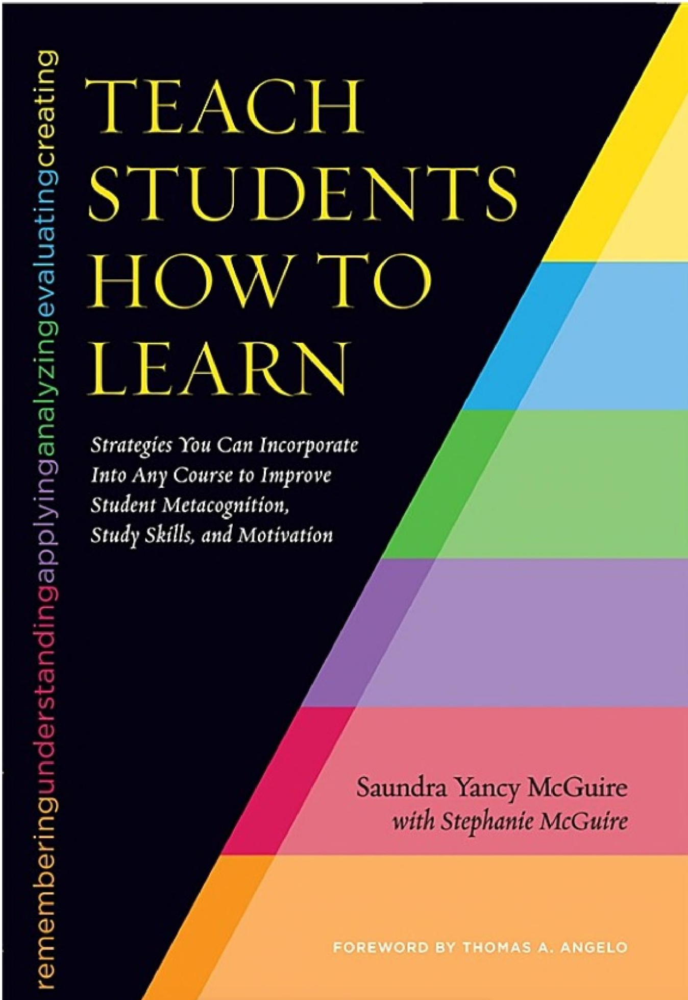 TEACH
STUDENTS
HOW TO
LEARN
Strategies You Can Incorporate
Into Any Course to Improve
Student Metacognition,
Study Skills, and Motivation
rememberingunderstandingapplyinganalyzingevaluatingcreating
Saundra Yancy McGuire
with Stephanie McGuire
FOREWORD BY THOMAS A. ANGELO